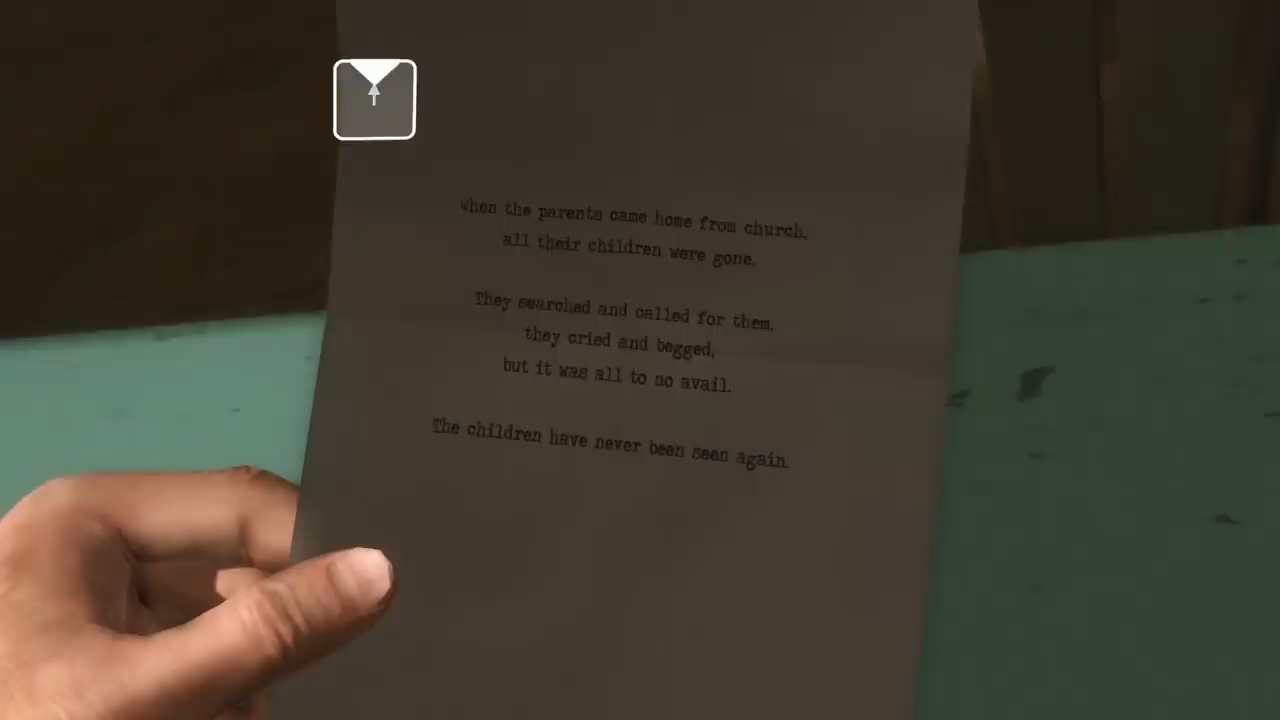 When the parents came home from church,
all their children were gone.
They searched and called for them,
they cried and begged,
but it was all to no avail.
The children have never been seen again.